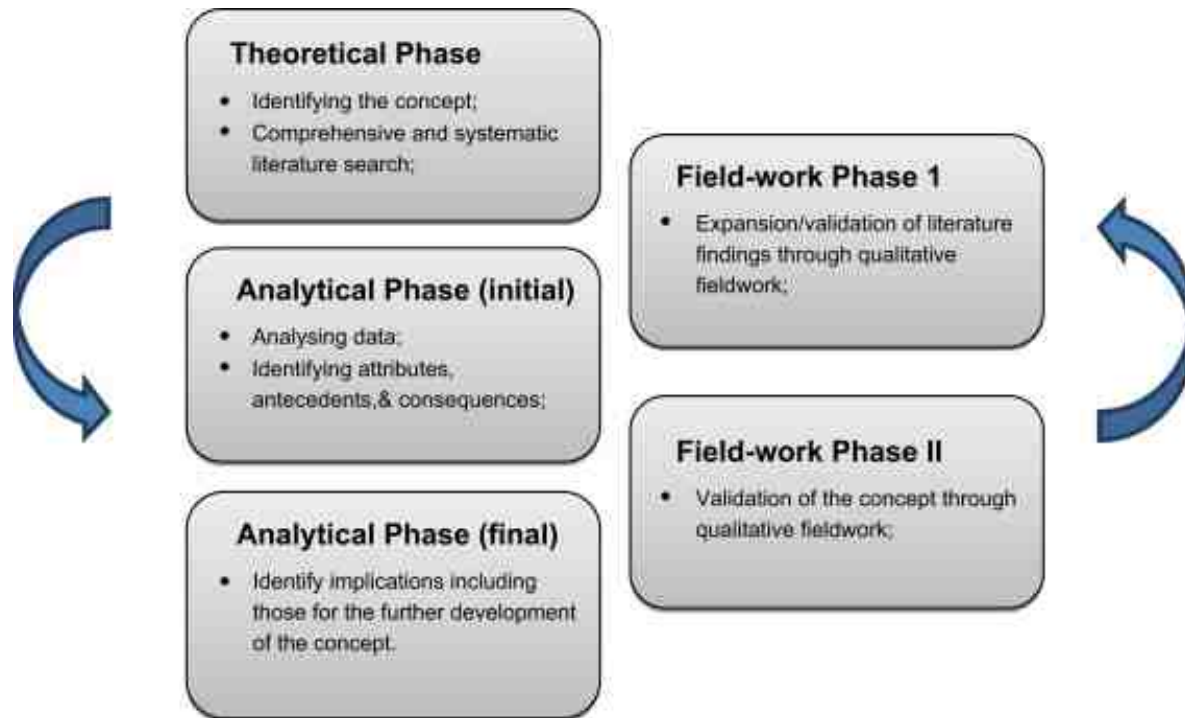 Theoretical Phase
• Identifying the concept;
• Comprehensive and systematic
literature search;
Field-work Phase 1
• Expansion/validation of literature
findings through qualitative
fieldwork;
Analytical Phase (initial)
• Analysing data;
• Identifying attributes,
antecedents,& consequences;
Field-work Phase II
• Validation of the concept through
qualitative fieldwork;
Analytical Phase (final)
• Identify implications including
those for the further development
of the concept.